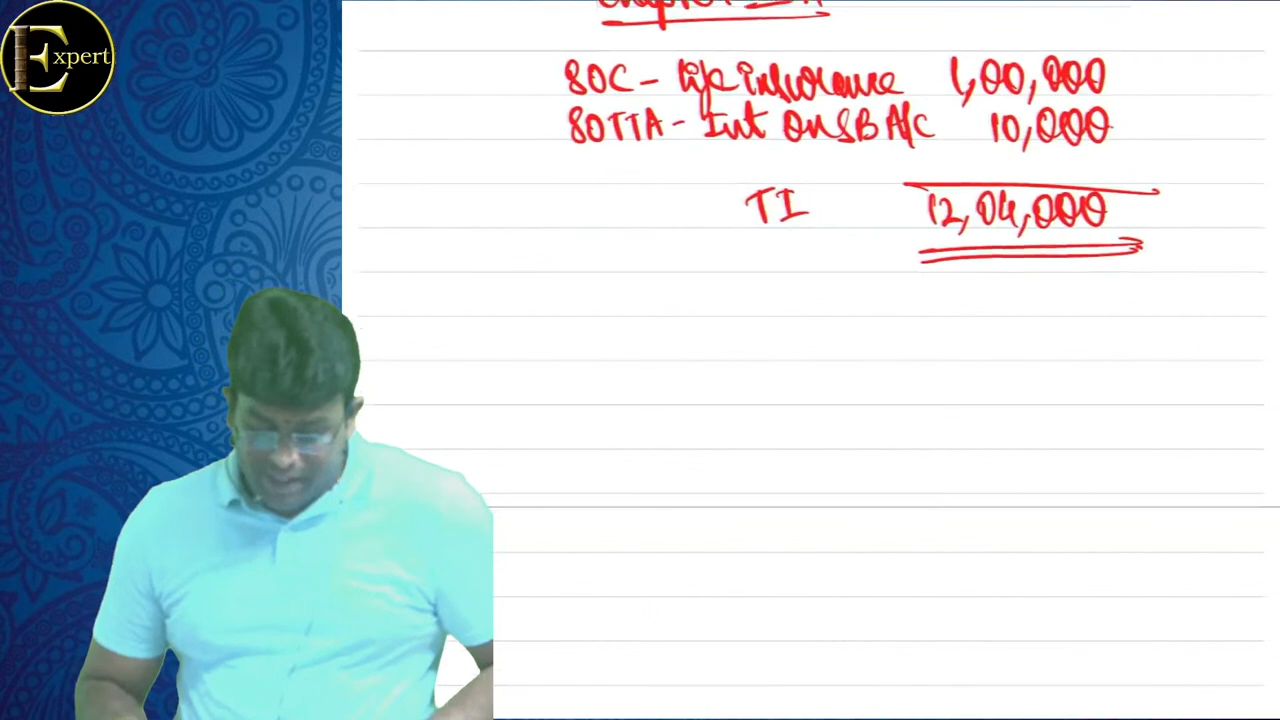 Expert
80C - Life insurance 1,00,000
80TTA - Int on SB A/c 10,000
TI 12,04,000